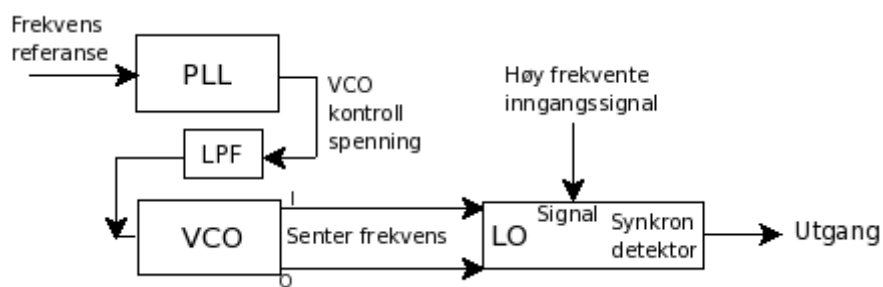 Frekvens
referanse
PLL
VCO
kontroll
spenning
Høy frekvente
inngangssignal
LPF
I
VCO
Senter frekvens
Q
LO
Signal
Synkron
detektor
Utgang